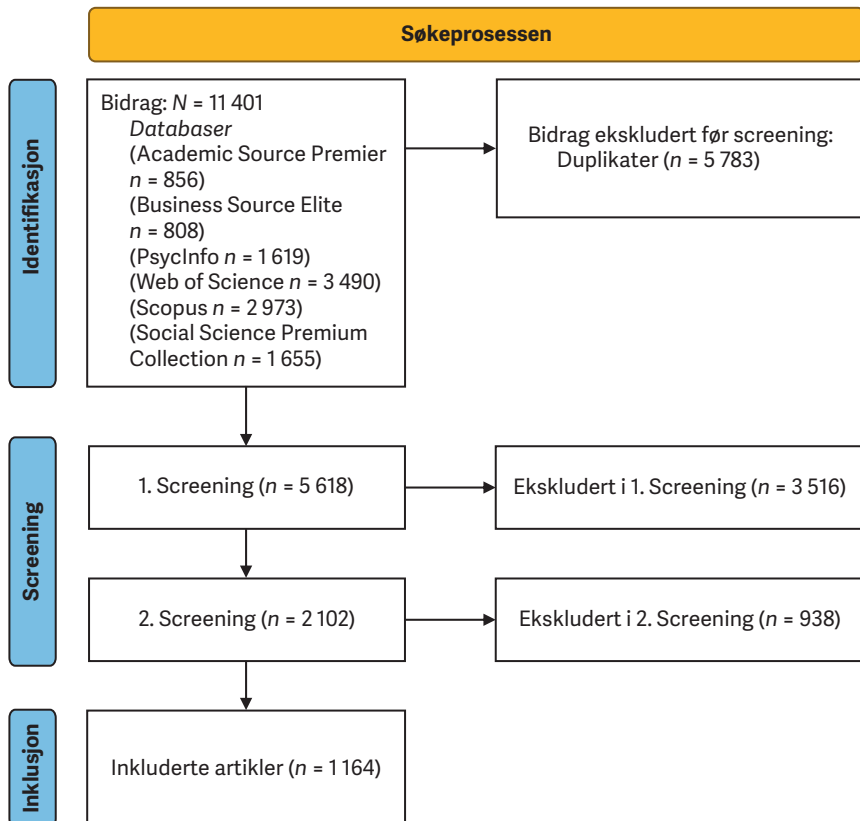 Søkeprosessen
Identifikasjon
Bidrag: N = 11 401
Databaser
(Academic Source Premier
n = 856)
(Business Source Elite
n = 808)
(PsycInfo n = 1 619)
(Web of Science n = 3 490)
(Scopus n = 2 973)
(Social Science Premium
Collection n = 1 655)
Bidrag ekskludert før screening:
Duplikater (n = 5 783)
Screening
1. Screening (n = 5 618)
Ekskludert i 1. Screening (n = 3 516)
2. Screening (n = 2 102)
Ekskludert i 2. Screening (n = 938)
Inklusjon
Inkluderte artikler (n = 1 164)